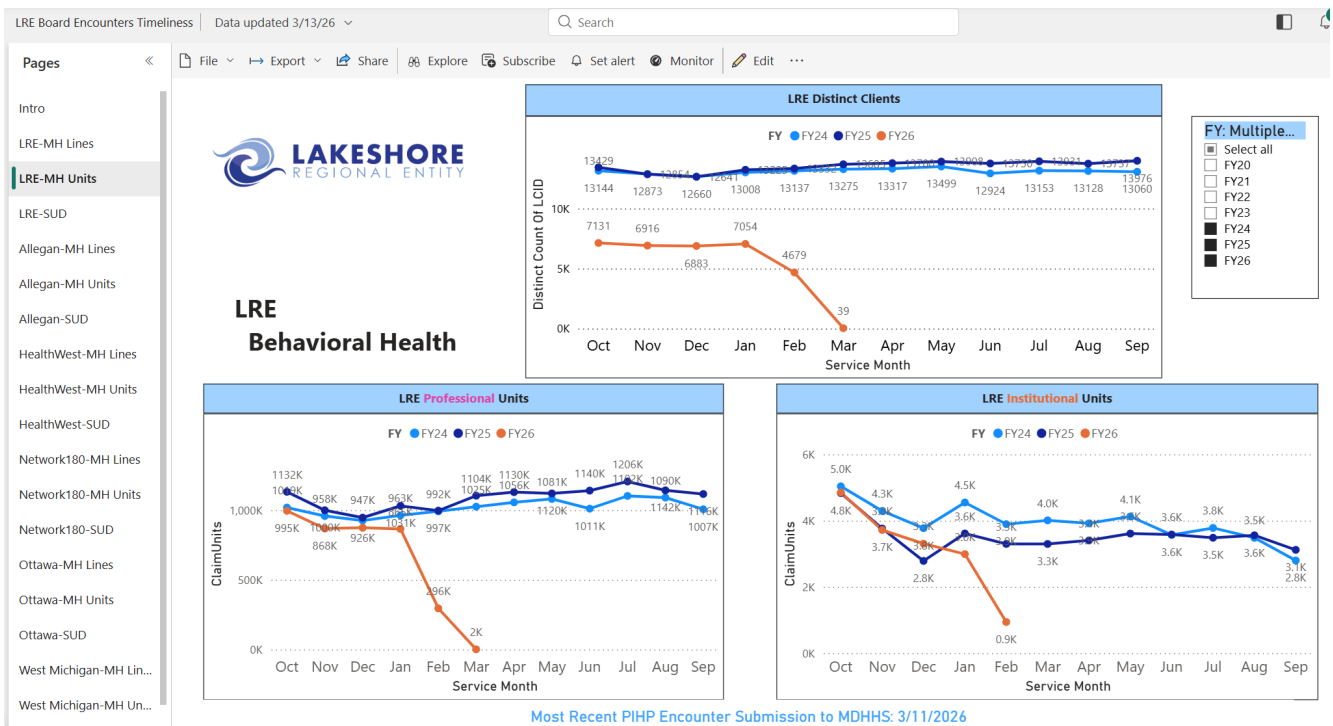 LRE Board Encounters Timeliness
Data updated 3/13/26
Search
Pages
File
Export
Share
Explore
Subscribe
Set alert
Monitor
Edit
Intro
LRE-MH Lines
LRE-MH Units
LRE-SUD
Allegan-MH Lines
Allegan-MH Units
Allegan-SUD
HealthWest-MH Lines
HealthWest-MH Units
HealthWest-SUD
Network180-MH Lines
Network180-MH Units
Network180-SUD
Ottawa-MH Lines
Ottawa-MH Units
Ottawa-SUD
West Michigan-MH Lin...
West Michigan-MH Un...
LAKESHORE
REGIONAL ENTITY
LRE
Behavioral Health
LRE Distinct Clients
FY FY24 FY25 FY26
Distinct Count Of LCID
10K
5K
0K
13429
13144 12873 12660 13008 13137 13275 13317 13499 12924 13153 13128 13060
12641
13976
7131 6916 6883 7054 4679 39
Oct Nov Dec Jan Feb Mar Apr May Jun Jul Aug Sep
Service Month
FY: Multiple...
Select all
FY20
FY21
FY22
FY23
FY24
FY25
FY26
LRE Professional Units
FY FY24 FY25 FY26
ClaimUnits
1,000K
500K
0K
1132K 958K 947K 963K 992K 1104K 1130K 1081K 1140K 1206K 1090K
1025K 1056K
995K 868K 926K 1031K 997K 1120K 1011K 1142K 1007K
296K
2K
Oct Nov Dec Jan Feb Mar Apr May Jun Jul Aug Sep
Service Month
LRE Institutional Units
FY FY24 FY25 FY26
ClaimUnits
6K
4K
2K
0K
5.0K 4.3K 4.5K 4.0K 4.1K 3.6K 3.8K 3.5K
3.6K
4.8K 3.7K 2.8K 3.3K 3.6K 3.5K 3.6K 3.1K
2.8K
0.9K
Oct Nov Dec Jan Feb Mar Apr May Jun Jul Aug Sep
Service Month
Most Recent PIHP Encounter Submission to MDHHS: 3/11/2026